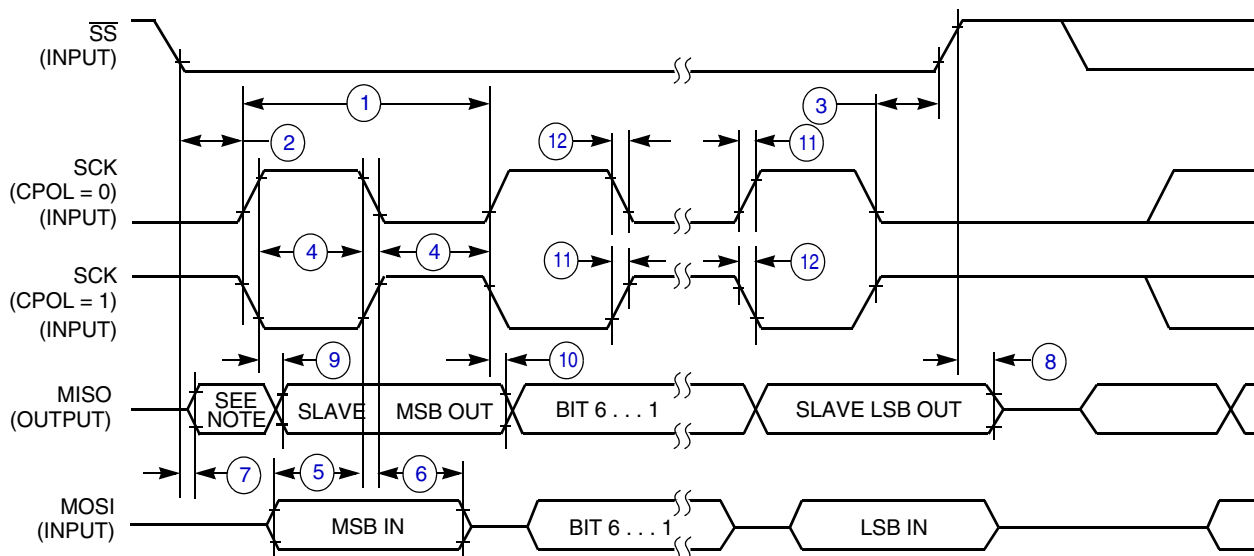 SS
(INPUT)
1
3
2
12
11
SCK
(CPOL = 0)
(INPUT)
4
4
11
12
SCK
(CPOL = 1)
(INPUT)
9
10
8
MISO
(OUTPUT)
SEE
NOTE
SLAVE
MSB OUT
BIT 6 . . . 1
SLAVE LSB OUT
7
5
6
MOSI
(INPUT)
MSB IN
BIT 6 . . . 1
LSB IN